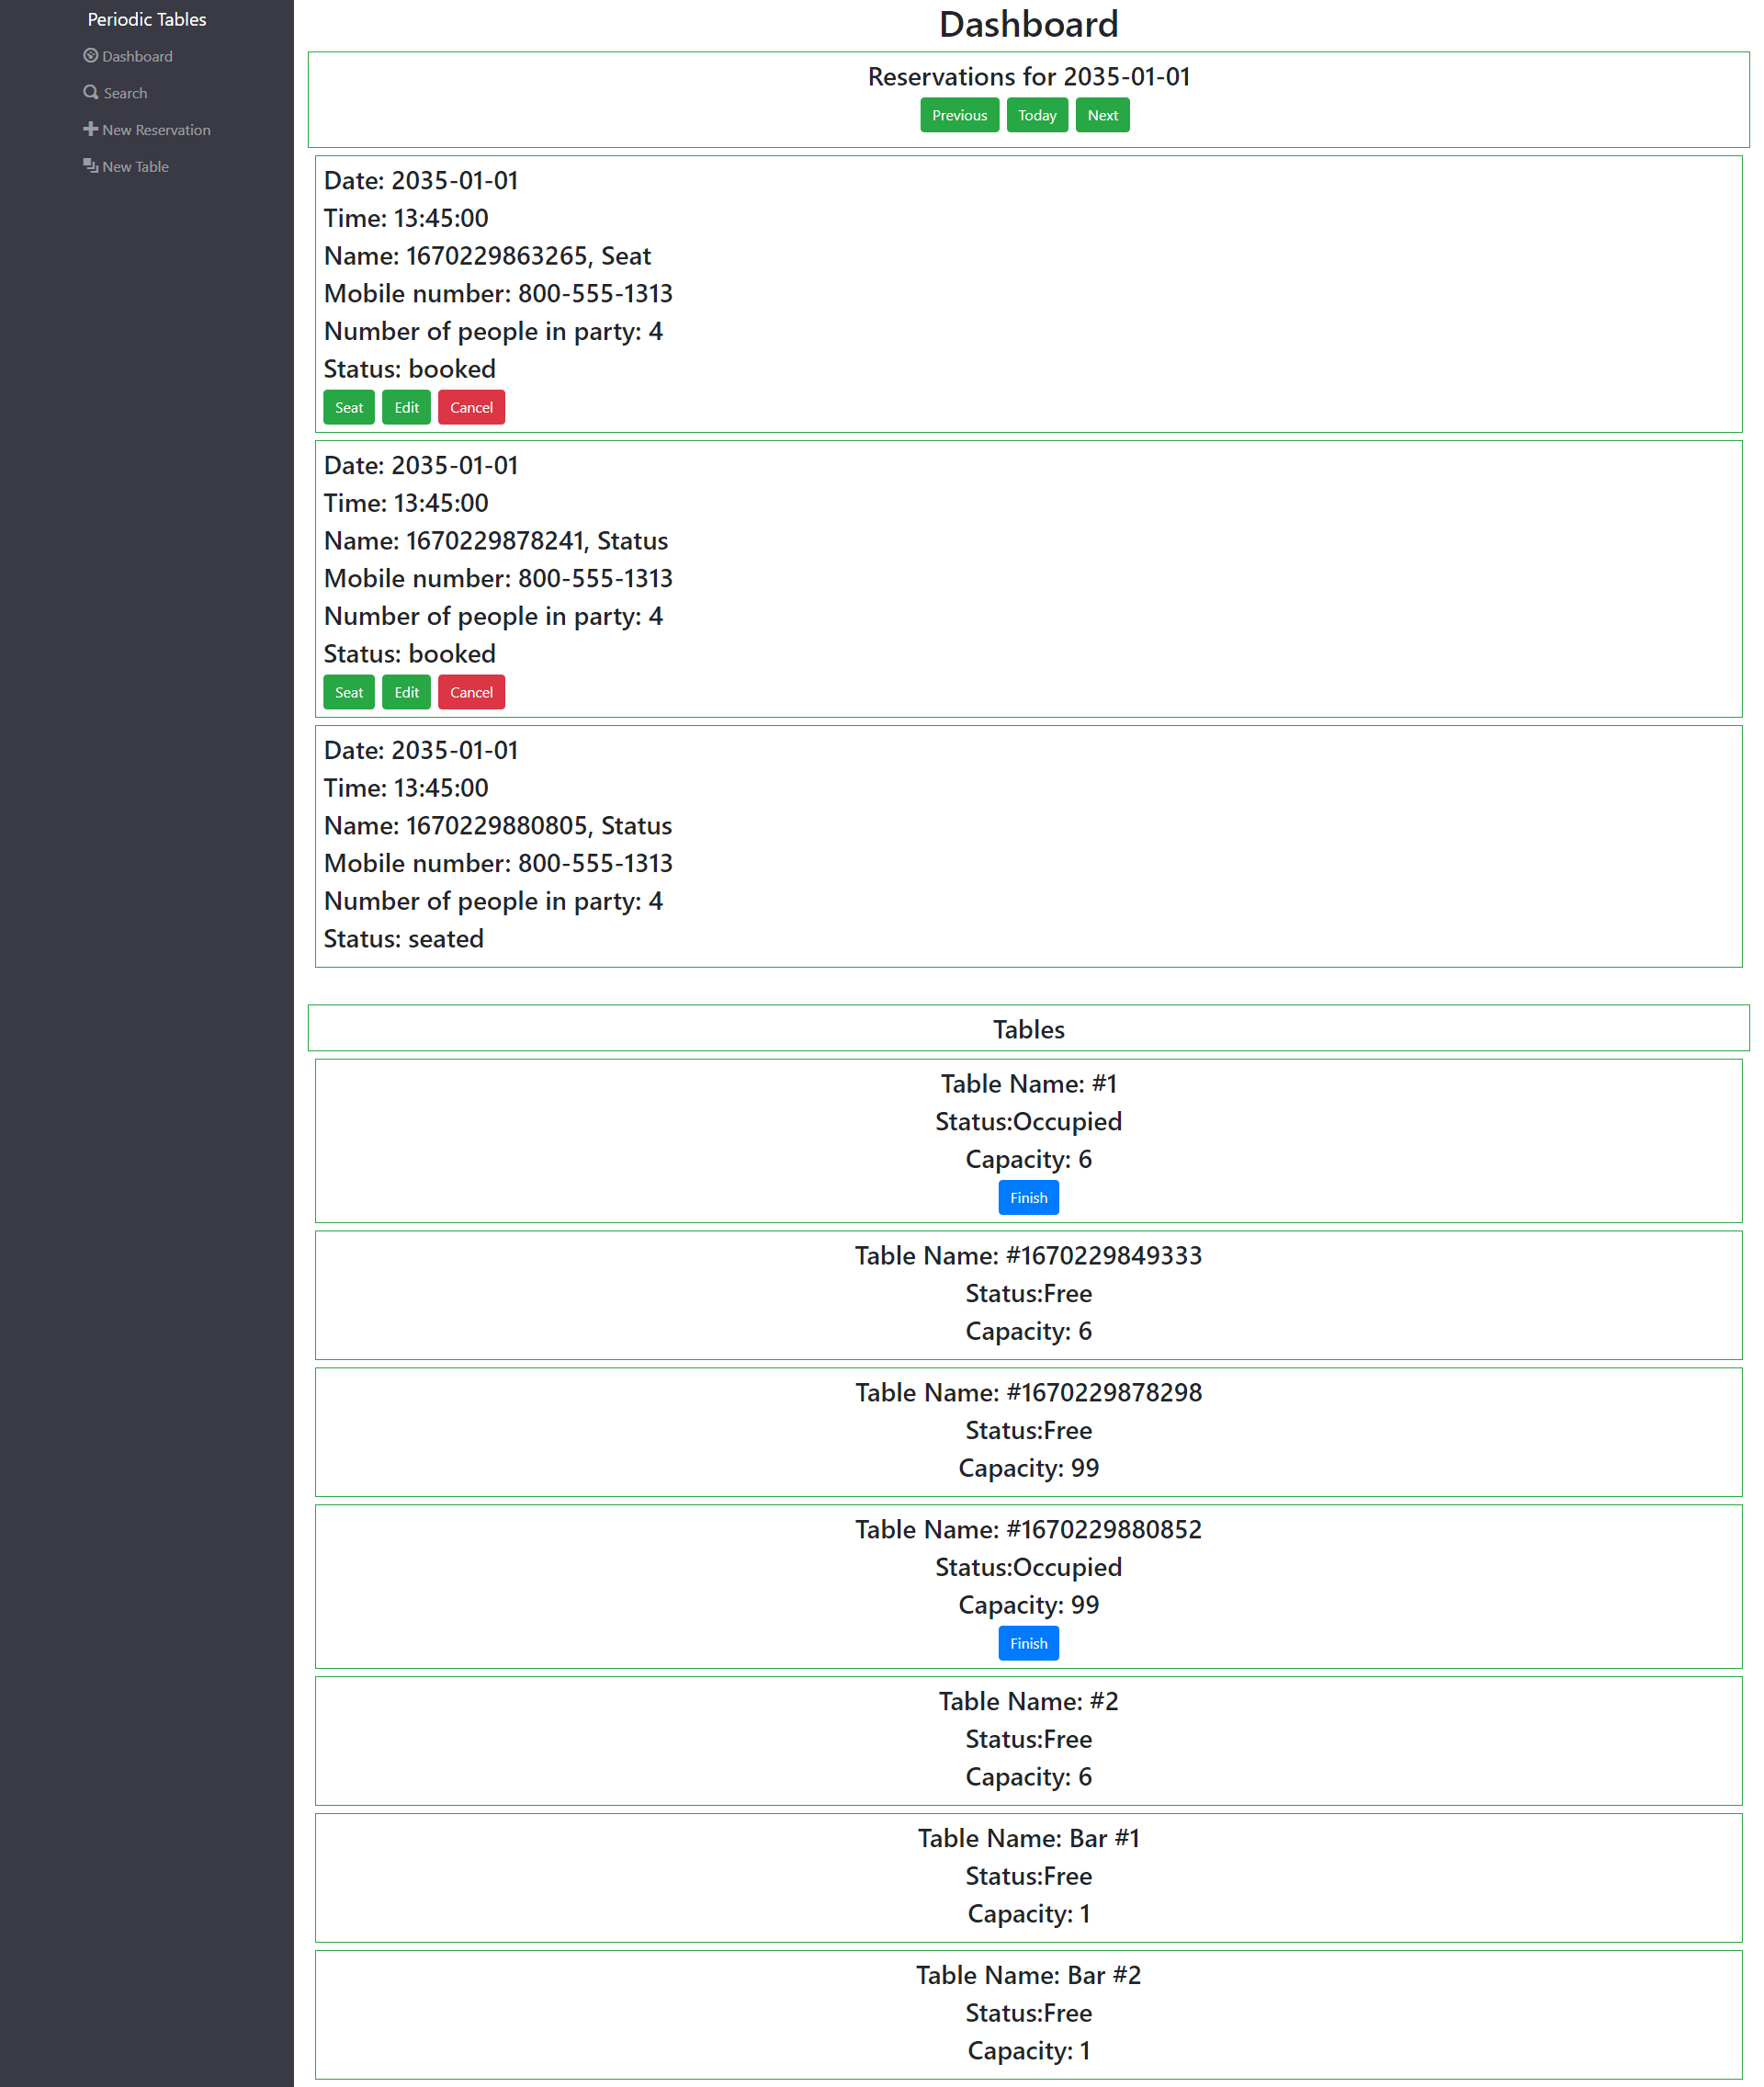 Periodic Tables
Dashboard
Search
New Reservation
New Table
Dashboard
Reservations for 2035-01-01
Previous Today Next
Date: 2035-01-01
Time: 13:45:00
Name: 1670229863265, Seat
Mobile number: 800-555-1313
Number of people in party: 4
Status: booked
Seat Edit Cancel
Date: 2035-01-01
Time: 13:45:00
Name: 1670229878241, Status
Mobile number: 800-555-1313
Number of people in party: 4
Status: booked
Seat Edit Cancel
Date: 2035-01-01
Time: 13:45:00
Name: 1670229880805, Status
Mobile number: 800-555-1313
Number of people in party: 4
Status: seated
Tables
Table Name: #1
Status:Occupied
Capacity: 6
Finish
Table Name: #1670229849333
Status:Free
Capacity: 6
Table Name: #1670229878298
Status:Free
Capacity: 99
Table Name: #1670229880852
Status:Occupied
Capacity: 99
Finish
Table Name: #2
Status:Free
Capacity: 6
Table Name: Bar #1
Status:Free
Capacity: 1
Table Name: Bar #2
Status:Free
Capacity: 1